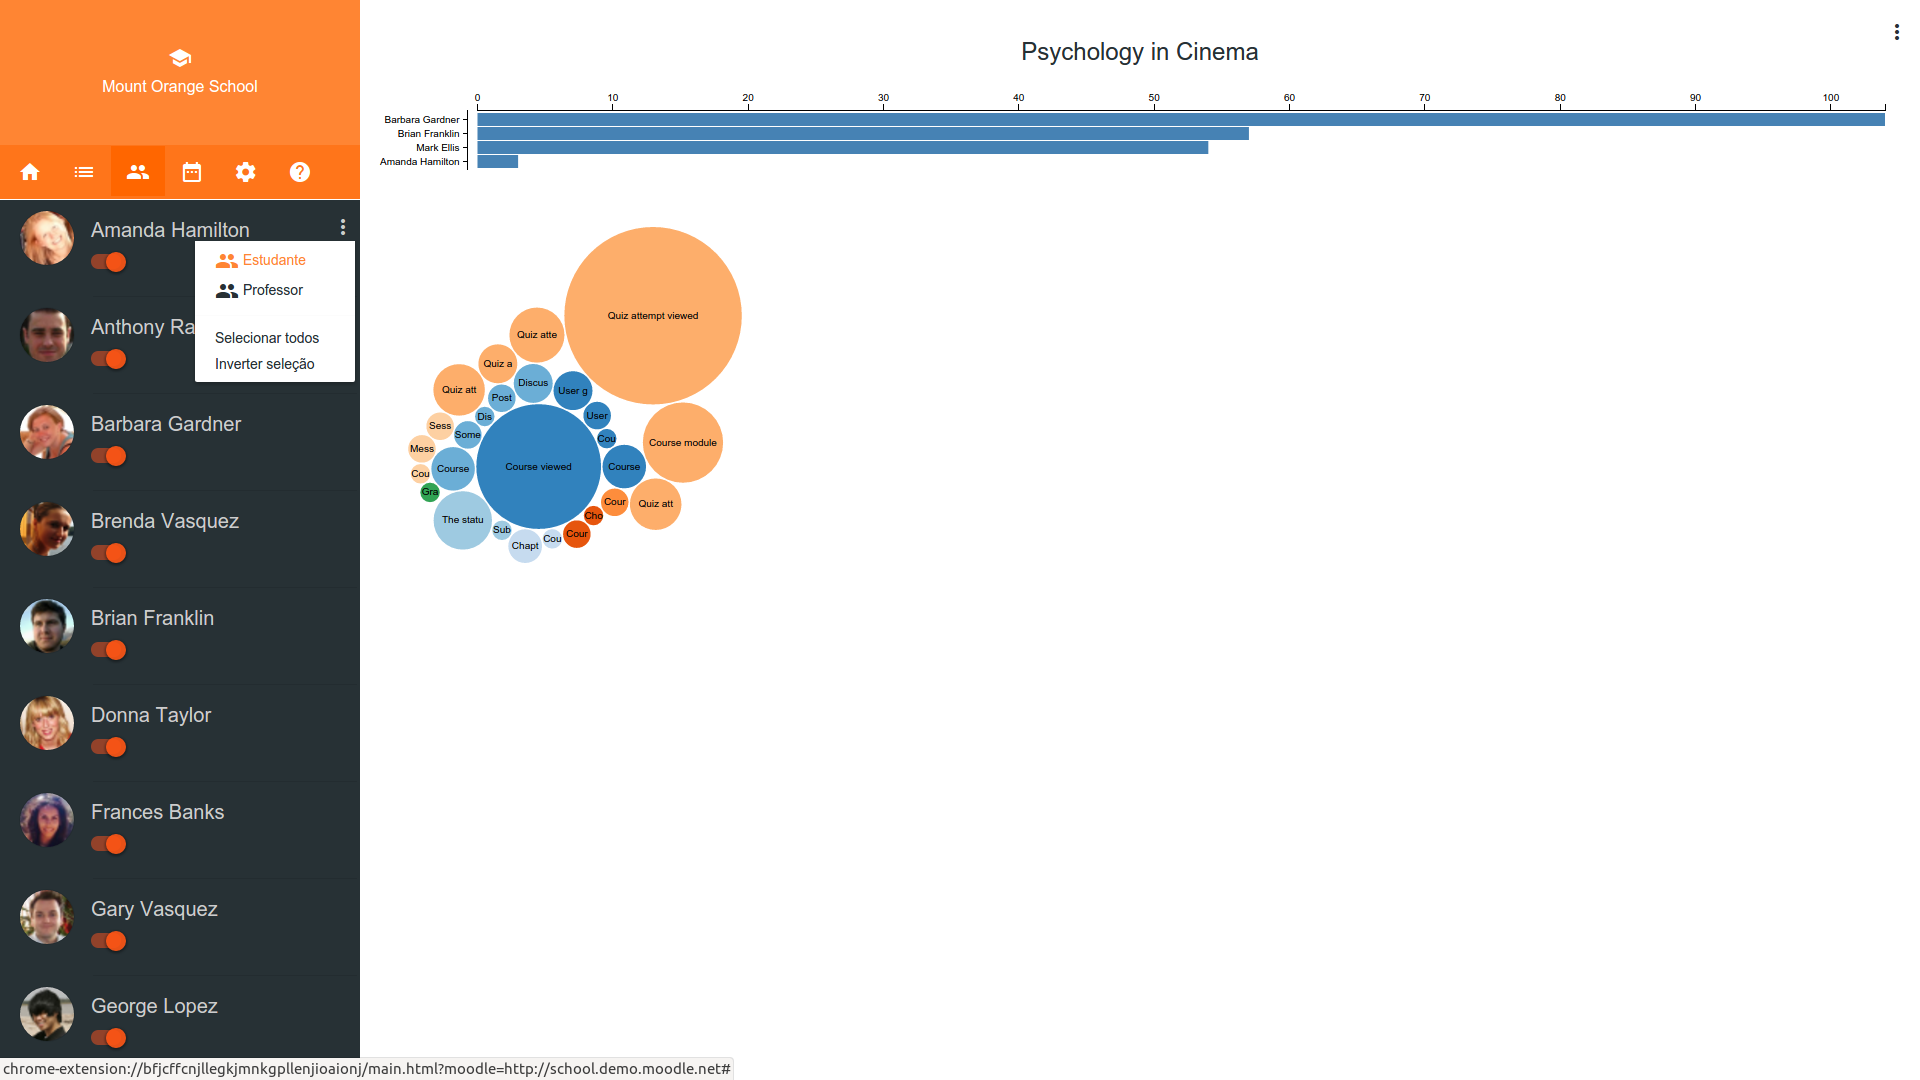 Mount Orange School
Amanda Hamilton
Estudante
Professor
Selecionar todos
Inverter seleção
Anthony Ra
Barbara Gardner
Brenda Vasquez
Brian Franklin
Donna Taylor
Frances Banks
Gary Vasquez
George Lopez
Psychology in Cinema
0 10 20 30 40 50 60 70 80 90 100
Barbara Gardner
Brian Franklin
Mark Ellis
Amanda Hamilton
Quiz attempt viewed
Quiz atte
Quiz a
Discus
Quiz att
User g
Post
Dis
User
Sess
Some
Cou
Course module
Mess
Course viewed
Course
Course
Cou
Gra
Cour
Quiz att
The statu
Cho
Sub
Cour
Cou
Chapt
chrome-extension://bfjcffcnjllegkjmnkgpllenjioaionj/main.html?moodle=http://school.demo.moodle.net#